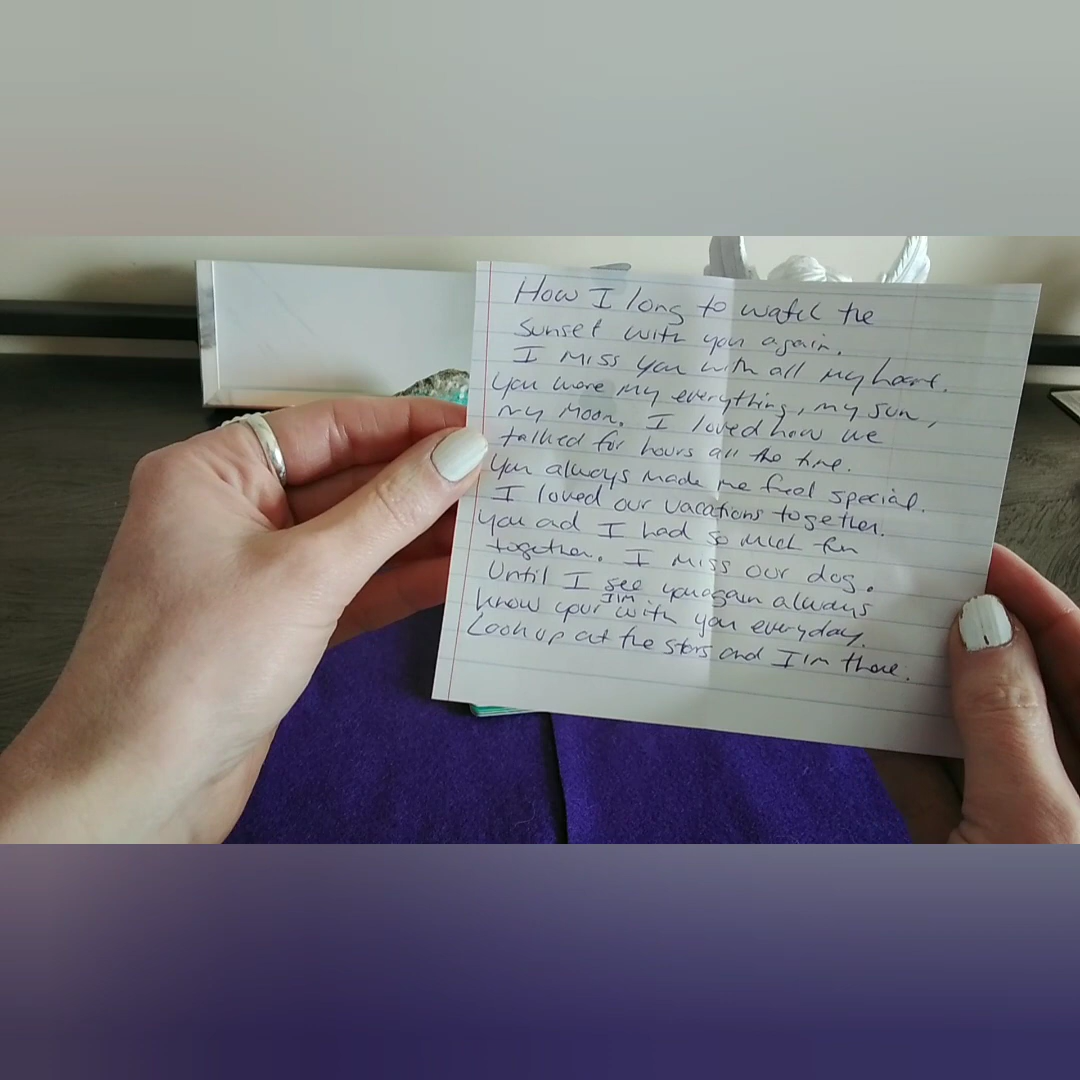 How I long to watch the
sunset with you again.
I miss you with all my heart.
You were my everything, my sun,
my moon. I loved how we
talked for hours all the time.
You always made me feel special.
I loved our vacations together.
You ad I had so much fun
together. I miss our dog.
Until I see you again always
know your I'm with you everyday.
Look up at the stars and I'm there.